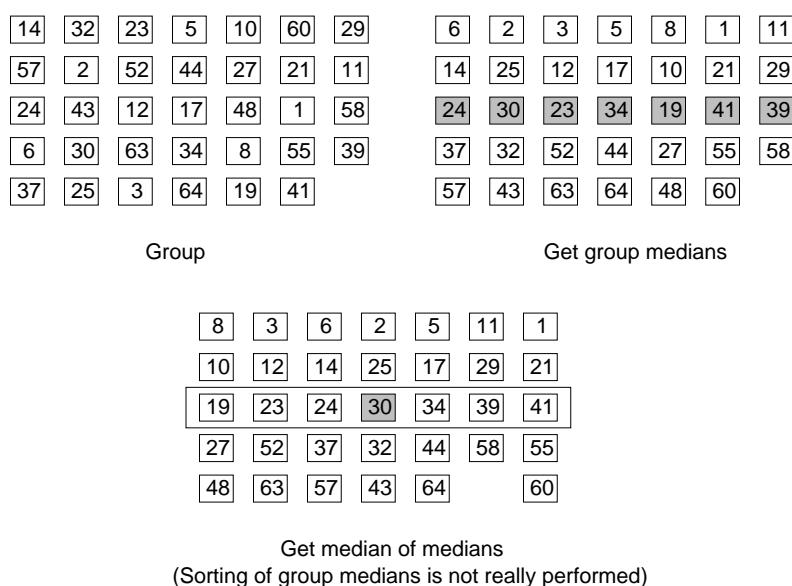 14 32 23 5 10 60 29
57 2 52 44 27 21 11
24 43 12 17 48 1 58
6 30 63 34 8 55 39
37 25 3 64 19 41
Group
6 2 3 5 8 1 11
14 25 12 17 10 21 29
24 30 23 34 19 41 39
37 32 52 44 27 55 58
57 43 63 64 48 60
Get group medians
8 3 6 2 5 11 1
10 12 14 25 17 29 21
19 23 24 30 34 39 41
27 52 37 32 44 58 55
48 63 57 43 64 60
Get median of medians
(Sorting of group medians is not really performed)